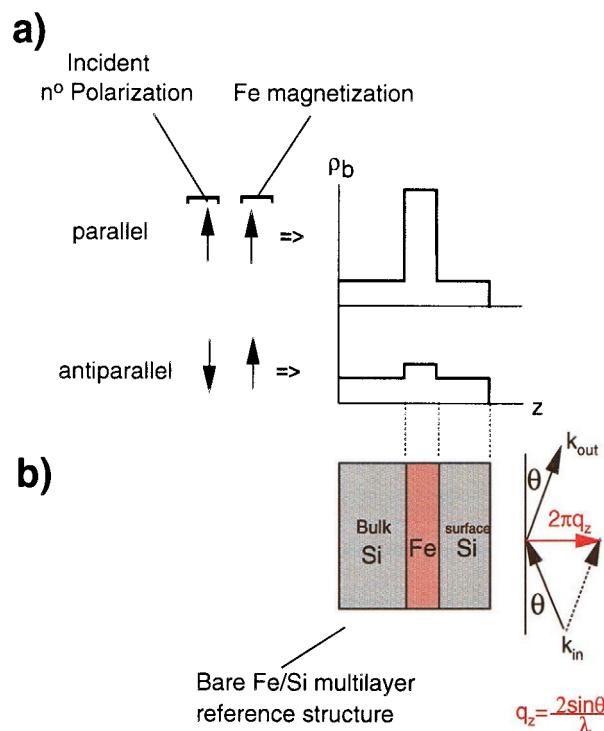 a)
Incident
nº Polarization
Fe magnetization
ρb
parallel
=>
antiparallel
=>
z
b)
kout
θ
Bulk
Si
Fe
surface
Si
2πqz
θ
kin
Bare Fe/Si multilayer
reference structure
qz=2sinθ
λ